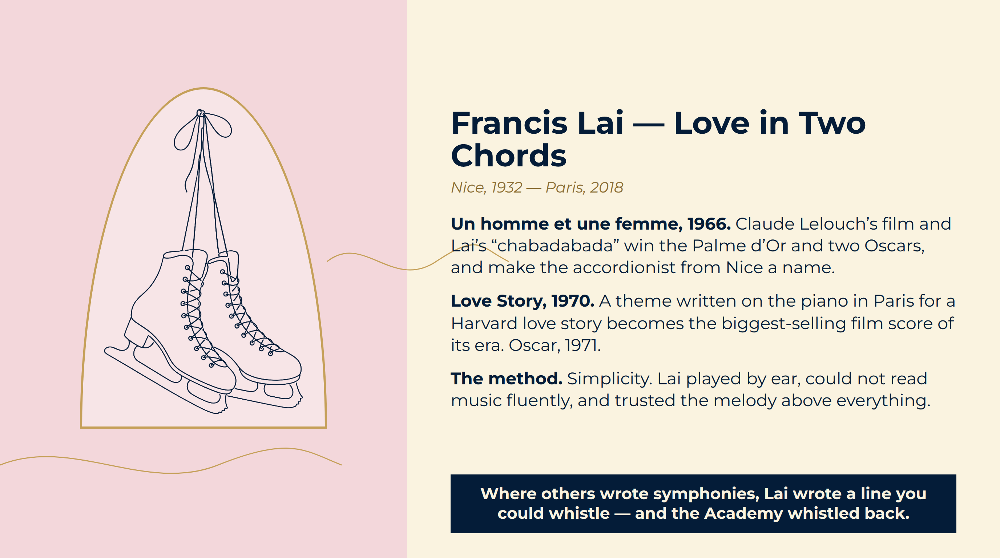 Francis Lai — Love in Two
Chords
Nice, 1932 — Paris, 2018
Un homme et une femme, 1966. Claude Lelouch’s film and
Lai’s “chabadabada” win the Palme d’Or and two Oscars,
and make the accordionist from Nice a name.
Love Story, 1970. A theme written on the piano in Paris for a
Harvard love story becomes the biggest-selling film score of
its era. Oscar, 1971.
The method. Simplicity. Lai played by ear, could not read
music fluently, and trusted the melody above everything.
Where others wrote symphonies, Lai wrote a line you
could whistle — and the Academy whistled back.